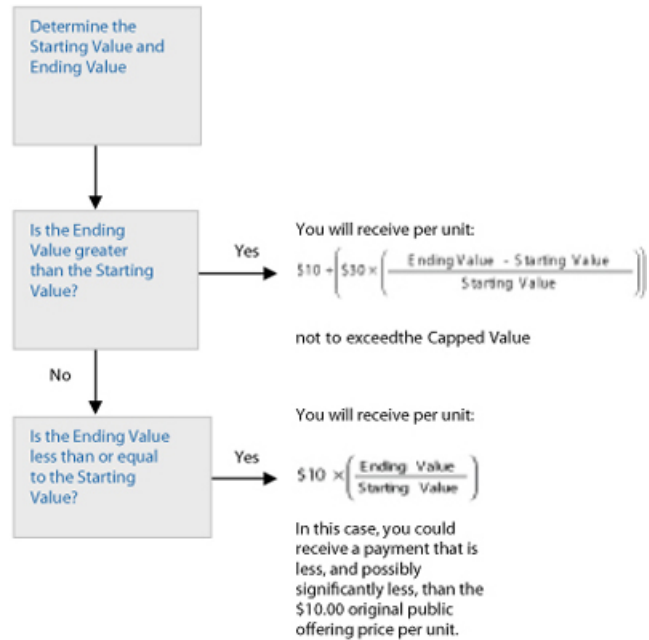 Determine the
Starting Value and
Ending Value
Is the Ending
Value greater
than the Starting
Value?
Yes
You will receive per unit:
$10 + ($30 × (Ending Value - Starting Value
Starting Value))
not to exceedthe Capped Value
No
Is the Ending Value
less than or equal
to the Starting
Value?
Yes
You will receive per unit:
$10 × (Ending Value
Starting Value)
In this case, you could
receive a payment that is
less, and possibly
significantly less, than the
$10.00 original public
offering price per unit.